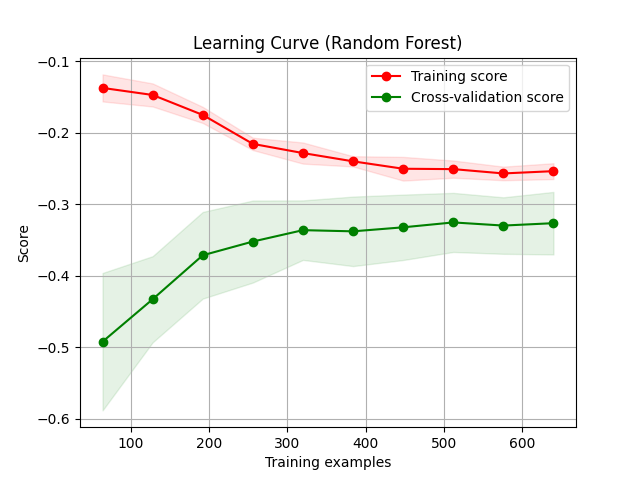 Learning Curve (Random Forest)
Training score
Cross-validation score
−0.1
−0.2
−0.3
−0.4
−0.5
−0.6
Score
100 200 300 400 500 600
Training examples